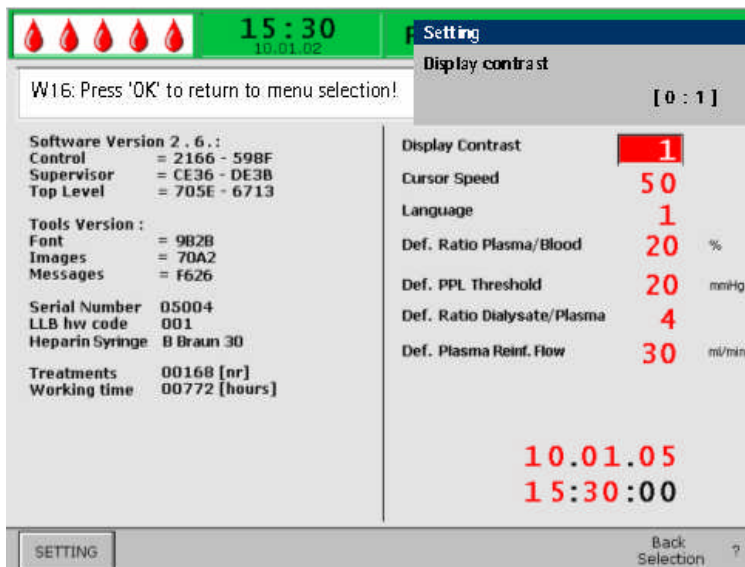 15:30
10.01.02
Setting
Display contrast
[0:1]
W16: Press 'OK' to return to menu selection!
Software Version 2.6.:
Control = 2166 - 598F
Supervisor = CE36 - DE3B
Top Level = 705E - 6713
Tools Version :
Font = 9B2B
Images = 70A2
Messages = F626
Serial Number 05004
LLB hw code 001
Heparin Syringe B Braun 30
Treatments 00168 [nr]
Working time 00772 [hours]
Display Contrast 1
Cursor Speed 50
Language 1
Def. Ratio Plasma/Blood 20 %
Def. PPL Threshold 20 mmHg
Def. Ratio Dialysate/Plasma 4
Def. Plasma Reinf. Flow 30 ml/min
10.01.05
15:30:00
SETTING
Back
Selection ?